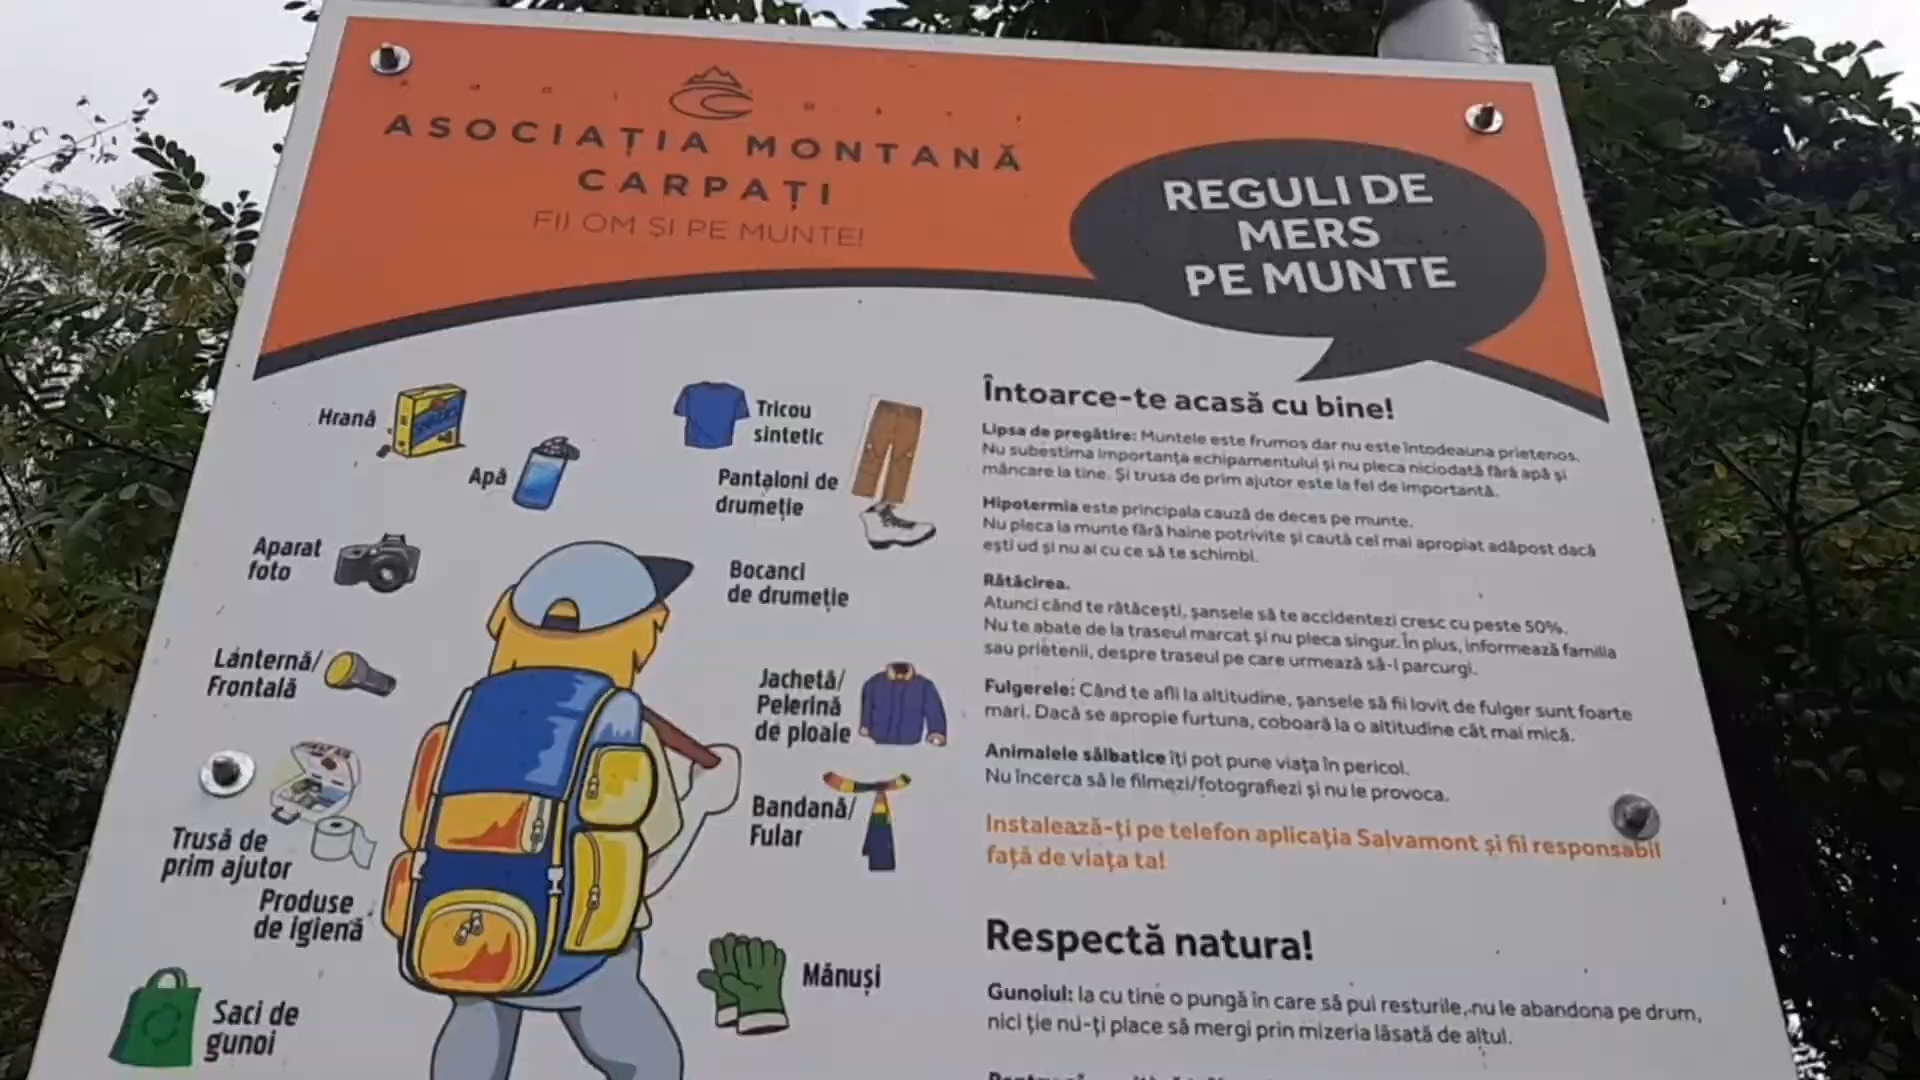 ASOCIAȚIA MONTANĂ
CARPAȚI
FII OM ȘI PE MUNTE!
REGULI DE
MERS
PE MUNTE
Hrană
Apă
Aparat
foto
Lanternă/
Frontală
Trusă de
prim ajutor
Produse
de igienă
Saci de
gunoi
Tricou
sintetic
Pantaloni de
drumeție
Bocanci
de drumeție
Jachetă/
Pelerină
de ploaie
Bandană/
Fular
Mănuși
Întoarce-te acasă cu bine!
Lipsa de pregătire: Muntele este frumos dar nu este întodeauna prietenos.
Nu subestima importanța echipamentului și nu pleca niciodată fără apă și
mâncare la tine. Și trusa de prim ajutor este la fel de importantă.
Hipotermia este principala cauză de deces pe munte.
Nu pleca la munte fără haine potrivite și caută cel mai apropiat adăpost dacă
ești ud și nu ai cu ce să te schimbi.
Rătăcirea.
Atunci când te rătăcești, șansele să te accidentezi cresc cu peste 50%.
Nu te abate de la traseul marcat și nu pleca singur. În plus, informează familia
sau prietenii, despre traseul pe care urmează să-l parcurgi.
Fulgerele: Când te afli la altitudine, șansele să fii lovit de fulger sunt foarte
mari. Dacă se apropie furtuna, coboară la o altitudine cât mai mică.
Animalele sălbatice îți pot pune viața în pericol.
Nu încerca să le filmezi/fotografiezi și nu le provoca.
Instalează-ți pe telefon aplicația Salvamont și fii responsabil
față de viața ta!
Respectă natura!
Gunoiul: Ia cu tine o pungă în care să pui resturile, nu le abandona pe drum,
nici ție nu-ți place să mergi prin mizeria lăsată de altul.